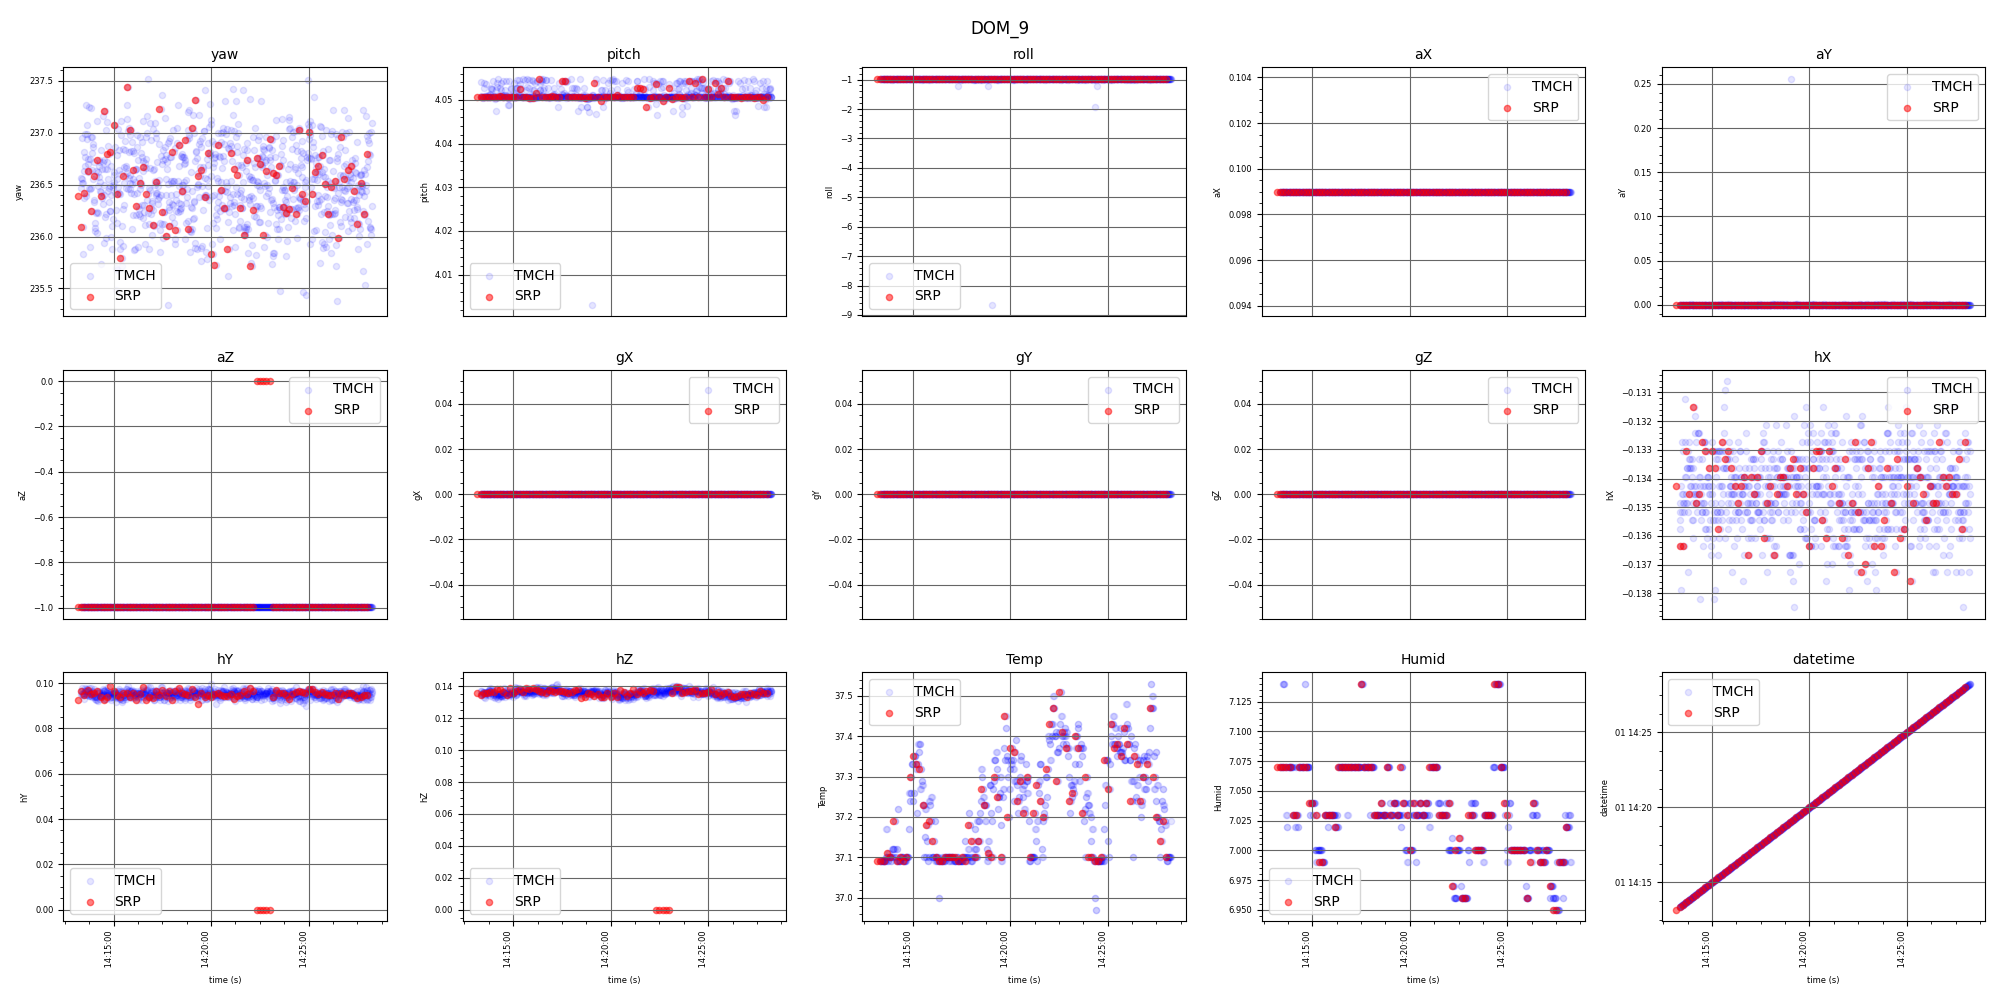 DOM_9
yaw
237.5
237.0
236.5
236.0
235.5
yaw
TMCH
SRP
pitch
4.05
4.04
4.03
4.02
4.01
pitch
TMCH
SRP
roll
−1
−2
−3
−4
−5
−6
−7
−8
−9
roll
TMCH
SRP
aX
0.104
0.102
0.100
0.098
0.096
0.094
aX
TMCH
SRP
aY
0.25
0.20
0.15
0.10
0.05
0.00
aY
TMCH
SRP
aZ
0.0
−0.2
−0.4
−0.6
−0.8
−1.0
aZ
TMCH
SRP
gX
0.04
0.02
0.00
−0.02
−0.04
gX
TMCH
SRP
gY
0.04
0.02
0.00
−0.02
−0.04
gY
TMCH
SRP
gZ
0.04
0.02
0.00
−0.02
−0.04
gZ
TMCH
SRP
hX
−0.131
−0.132
−0.133
−0.134
−0.135
−0.136
−0.137
−0.138
hX
TMCH
SRP
hY
0.10
0.08
0.06
0.04
0.02
0.00
hY
TMCH
SRP
14:15:00
14:20:00
14:25:00
time (s)
hZ
0.14
0.12
0.10
0.08
0.06
0.04
0.02
0.00
hZ
TMCH
SRP
14:15:00
14:20:00
14:25:00
time (s)
Temp
37.5
37.4
37.3
37.2
37.1
37.0
Temp
TMCH
SRP
14:15:00
14:20:00
14:25:00
time (s)
Humid
7.125
7.100
7.075
7.050
7.025
7.000
6.975
6.950
Humid
TMCH
SRP
14:15:00
14:20:00
14:25:00
time (s)
datetime
01 14:25
01 14:20
01 14:15
datetime
TMCH
SRP
14:15:00
14:20:00
14:25:00
time (s)